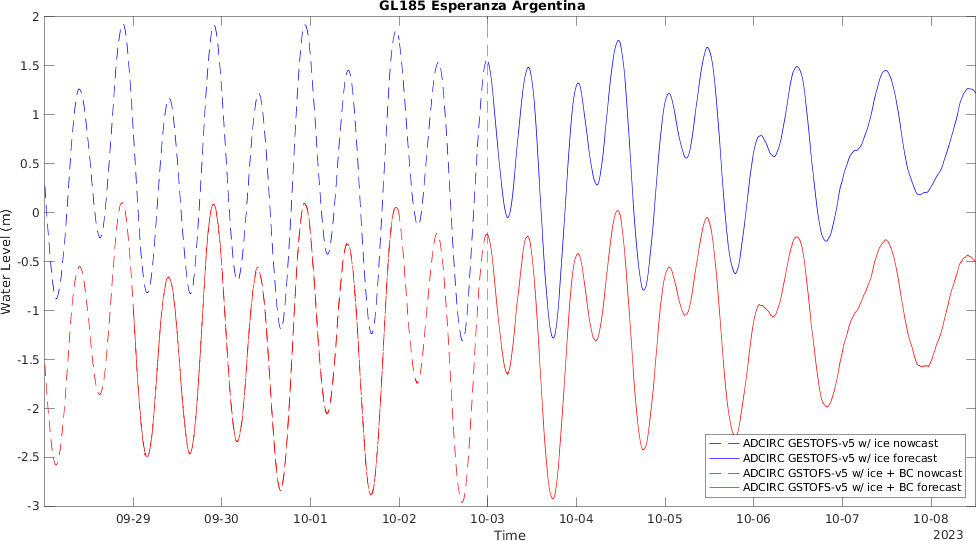 GL185 Esperanza Argentina
2
1.5
1
0.5
0
-0.5
-1
-1.5
-2
-2.5
-3
Water Level (m)
09-29 09-30 10-01 10-02 10-03 10-04 10-05 10-06 10-07 10-08
Time
2023
ADCIRC GESTOFS-v5 w/ ice nowcast
ADCIRC GESTOFS-v5 w/ ice forecast
ADCIRC GSTOFS-v5 w/ ice + BC nowcast
ADCIRC GSTOFS-v5 w/ ice + BC forecast